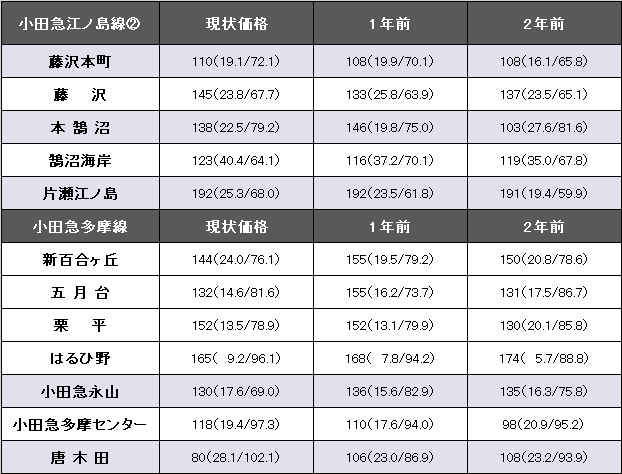 小田急江ノ島線② 現状価格 1年前 2年前
藤沢本町 110(19.1/72.1) 108(19.9/70.1) 108(16.1/65.8)
藤　沢 145(23.8/67.7) 133(25.8/63.9) 137(23.5/65.1)
本 鵠 沼 138(22.5/79.2) 146(19.8/75.0) 103(27.6/81.6)
鵠沼海岸 123(40.4/64.1) 116(37.2/70.1) 119(35.0/67.8)
片瀬江ノ島 192(25.3/68.0) 192(23.5/61.8) 191(19.4/59.9)
小田急多摩線 現状価格 1年前 2年前
新百合ヶ丘 144(24.0/76.1) 155(19.5/79.2) 150(20.8/78.6)
五 月 台 132(14.6/81.6) 155(16.2/73.7) 131(17.5/86.7)
栗　平 152(13.5/78.9) 152(13.1/79.9) 130(20.1/85.8)
はるひ野 165( 9.2/96.1) 168( 7.8/94.2) 174( 5.7/88.8)
小田急永山 130(17.6/69.0) 136(15.6/82.9) 135(16.3/75.8)
小田急多摩センター 118(19.4/97.3) 110(17.6/94.0) 98(20.9/95.2)
唐 木 田 80(28.1/102.1) 106(23.0/86.9) 108(23.2/93.9)